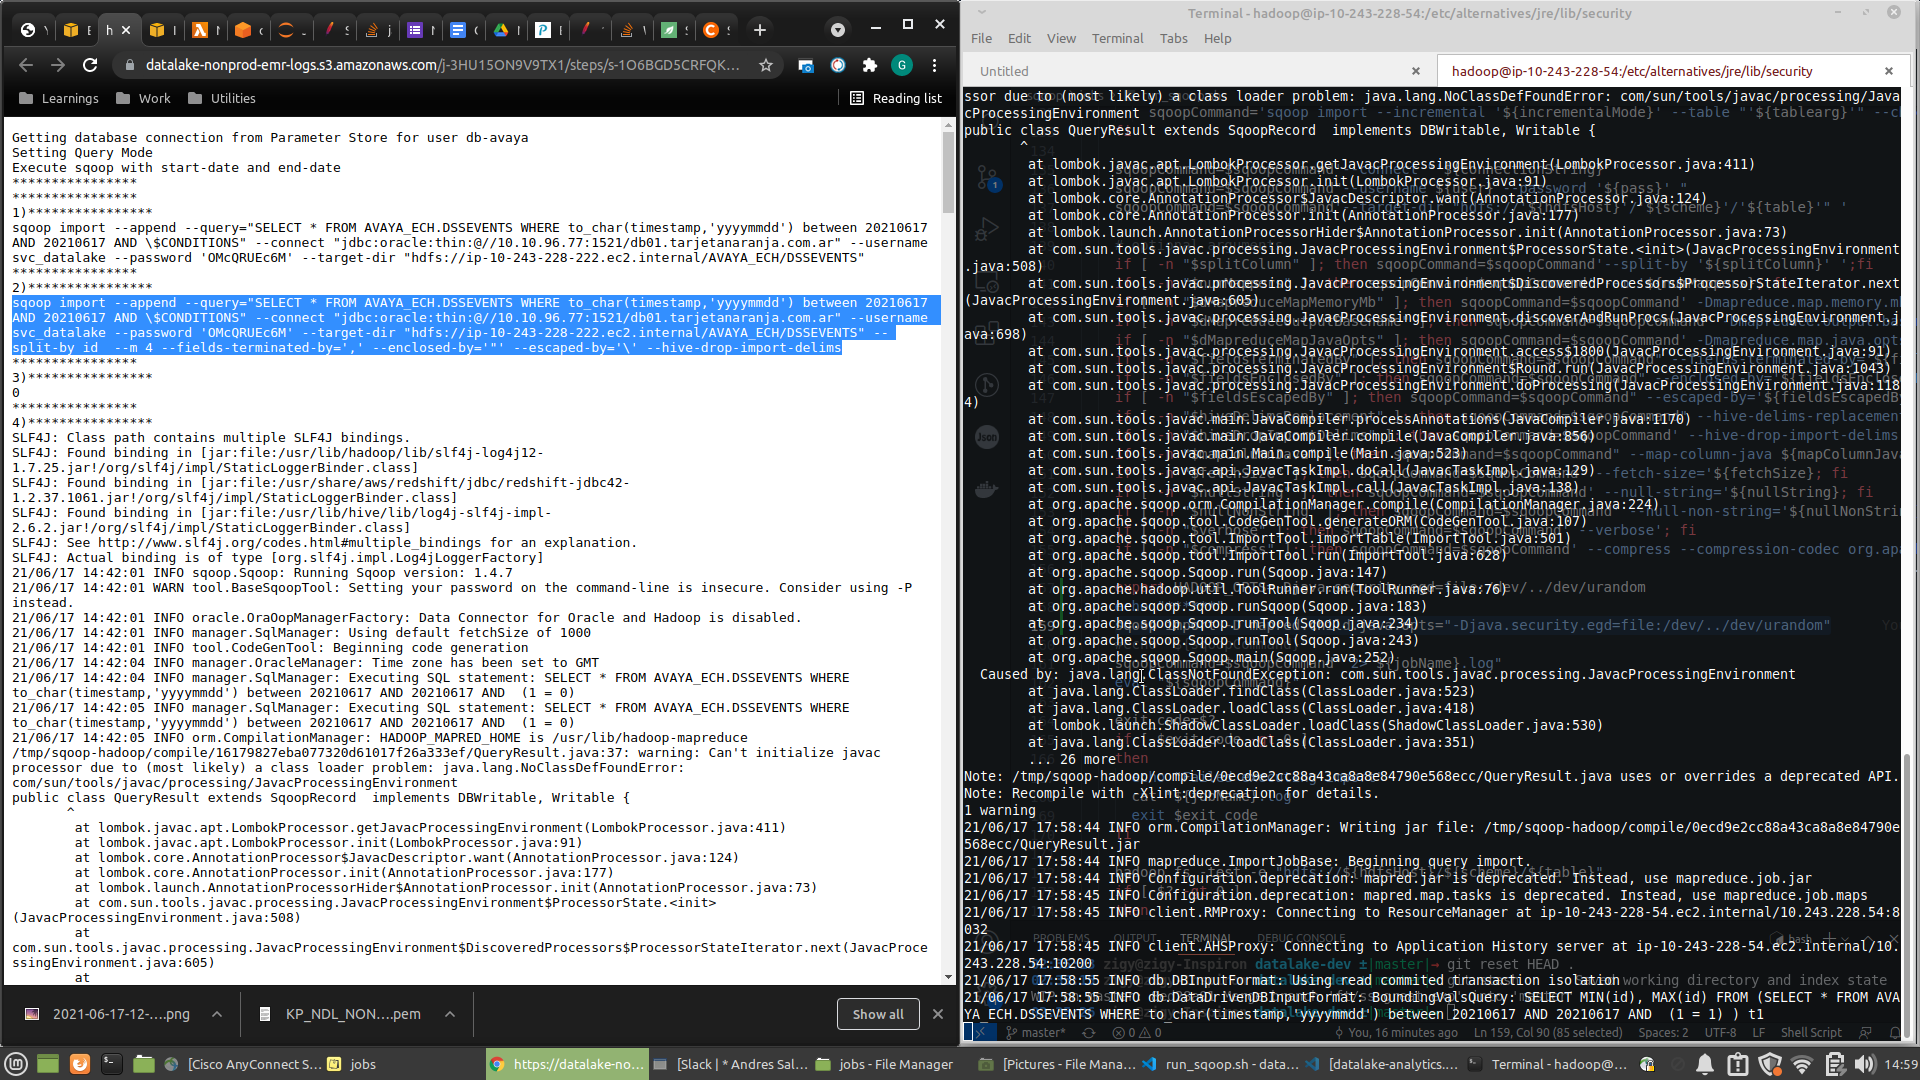 datalake-nonprod-emr-logs.s3.amazonaws.com/j-3HU15ON9V9TX1/steps/s-1O6BGD5CRFQK...
Learnings Work Utilities Reading list
Getting database connection from Parameter Store for user db-avaya
Setting Query Mode
Execute sqoop with start-date and end-date
****************
****************
1)****************
sqoop import --append --query="SELECT * FROM AVAYA_ECH.DSSEVENTS WHERE to_char(timestamp,'yyyymmdd') between 20210617
AND 20210617 AND \$CONDITIONS" --connect "jdbc:oracle:thin:@//10.10.96.77:1521/db01.tarjetanaranja.com.ar" --username
svc_datalake --password 'OMcQRUEc6M' --target-dir "hdfs://ip-10-243-228-222.ec2.internal/AVAYA_ECH/DSSEVENTS"
****************
2)****************
sqoop import --append --query="SELECT * FROM AVAYA_ECH.DSSEVENTS WHERE to_char(timestamp,'yyyymmdd') between 20210617
AND 20210617 AND \$CONDITIONS" --connect "jdbc:oracle:thin:@//10.10.96.77:1521/db01.tarjetanaranja.com.ar" --username
svc_datalake --password 'OMcQRUEc6M' --target-dir "hdfs://ip-10-243-228-222.ec2.internal/AVAYA_ECH/DSSEVENTS" --
split-by id  --m 4 --fields-terminated-by=',' --enclosed-by='"' --escaped-by='\' --hive-drop-import-delims
****************
3)****************
0
****************
4)****************
SLF4J: Class path contains multiple SLF4J bindings.
SLF4J: Found binding in [jar:file:/usr/lib/hadoop/lib/slf4j-log4j12-
1.7.25.jar!/org/slf4j/impl/StaticLoggerBinder.class]
SLF4J: Found binding in [jar:file:/usr/share/aws/redshift/jdbc/redshift-jdbc42-
1.2.37.1061.jar!/org/slf4j/impl/StaticLoggerBinder.class]
SLF4J: Found binding in [jar:file:/usr/lib/hive/lib/log4j-slf4j-impl-
2.6.2.jar!/org/slf4j/impl/StaticLoggerBinder.class]
SLF4J: See http://www.slf4j.org/codes.html#multiple_bindings for an explanation.
SLF4J: Actual binding is of type [org.slf4j.impl.Log4jLoggerFactory]
21/06/17 14:42:01 INFO sqoop.Sqoop: Running Sqoop version: 1.4.7
21/06/17 14:42:01 WARN tool.BaseSqoopTool: Setting your password on the command-line is insecure. Consider using -P
instead.
21/06/17 14:42:01 INFO oracle.OraOopManagerFactory: Data Connector for Oracle and Hadoop is disabled.
21/06/17 14:42:01 INFO manager.SqlManager: Using default fetchSize of 1000
21/06/17 14:42:01 INFO tool.CodeGenTool: Beginning code generation
21/06/17 14:42:04 INFO manager.OracleManager: Time zone has been set to GMT
21/06/17 14:42:04 INFO manager.SqlManager: Executing SQL statement: SELECT * FROM AVAYA_ECH.DSSEVENTS WHERE
to_char(timestamp,'yyyymmdd') between 20210617 AND 20210617 AND  (1 = 0)
21/06/17 14:42:05 INFO manager.SqlManager: Executing SQL statement: SELECT * FROM AVAYA_ECH.DSSEVENTS WHERE
to_char(timestamp,'yyyymmdd') between 20210617 AND 20210617 AND  (1 = 0)
21/06/17 14:42:05 INFO orm.CompilationManager: HADOOP_MAPRED_HOME is /usr/lib/hadoop-mapreduce
/tmp/sqoop-hadoop/compile/16179827eba077320d61017f26a333ef/QueryResult.java:37: warning: Can't initialize javac
processor due to (most likely) a class loader problem: java.lang.NoClassDefFoundError:
com/sun/tools/javac/processing/JavacProcessingEnvironment
public class QueryResult extends SqoopRecord  implements DBWritable, Writable {
^
at lombok.javac.apt.LombokProcessor.getJavacProcessingEnvironment(LombokProcessor.java:411)
at lombok.javac.apt.LombokProcessor.init(LombokProcessor.java:91)
at lombok.core.AnnotationProcessor$JavacDescriptor.want(AnnotationProcessor.java:124)
at lombok.core.AnnotationProcessor.init(AnnotationProcessor.java:177)
at lombok.launch.AnnotationProcessorHider$AnnotationProcessor.init(AnnotationProcessor.java:73)
at com.sun.tools.javac.processing.JavacProcessingEnvironment$ProcessorState.<init>
(JavacProcessingEnvironment.java:508)
at
com.sun.tools.javac.processing.JavacProcessingEnvironment$DiscoveredProcessors$ProcessorStateIterator.next(JavacProce
ssingEnvironment.java:605)
at
2021-06-17-12-....png KP_NDL_NON....pem Show all
Terminal - hadoop@ip-10-243-228-54:/etc/alternatives/jre/lib/security
File Edit View Terminal Tabs Help
Untitled hadoop@ip-10-243-228-54:/etc/alternatives/jre/lib/security
ssor due to (most likely) a class loader problem: java.lang.NoClassDefFoundError: com/sun/tools/javac/processing/Java
cProcessingEnvironment
public class QueryResult extends SqoopRecord  implements DBWritable, Writable {
^
at lombok.javac.apt.LombokProcessor.getJavacProcessingEnvironment(LombokProcessor.java:411)
at lombok.javac.apt.LombokProcessor.init(LombokProcessor.java:91)
at lombok.core.AnnotationProcessor$JavacDescriptor.want(AnnotationProcessor.java:124)
at lombok.core.AnnotationProcessor.init(AnnotationProcessor.java:177)
at lombok.launch.AnnotationProcessorHider$AnnotationProcessor.init(AnnotationProcessor.java:73)
at com.sun.tools.javac.processing.JavacProcessingEnvironment$ProcessorState.<init>(JavacProcessingEnvironment
.java:508)
at com.sun.tools.javac.processing.JavacProcessingEnvironment$DiscoveredProcessors$ProcessorStateIterator.next
(JavacProcessingEnvironment.java:605)
at com.sun.tools.javac.processing.JavacProcessingEnvironment.discoverAndRunProcs(JavacProcessingEnvironment.j
ava:698)
at com.sun.tools.javac.processing.JavacProcessingEnvironment.access$1800(JavacProcessingEnvironment.java:91)
at com.sun.tools.javac.processing.JavacProcessingEnvironment$Round.run(JavacProcessingEnvironment.java:1043)
at com.sun.tools.javac.processing.JavacProcessingEnvironment.doProcessing(JavacProcessingEnvironment.java:118
4)
at com.sun.tools.javac.main.JavaCompiler.processAnnotations(JavaCompiler.java:1170)
at com.sun.tools.javac.main.JavaCompiler.compile(JavaCompiler.java:856)
at com.sun.tools.javac.main.Main.compile(Main.java:523)
at com.sun.tools.javac.api.JavacTaskImpl.doCall(JavacTaskImpl.java:129)
at com.sun.tools.javac.api.JavacTaskImpl.call(JavacTaskImpl.java:138)
at org.apache.sqoop.orm.CompilationManager.compile(CompilationManager.java:224)
at org.apache.sqoop.tool.CodeGenTool.generateORM(CodeGenTool.java:107)
at org.apache.sqoop.tool.ImportTool.importTable(ImportTool.java:501)
at org.apache.sqoop.tool.ImportTool.run(ImportTool.java:628)
at org.apache.sqoop.Sqoop.run(Sqoop.java:147)
at org.apache.hadoop.util.ToolRunner.run(ToolRunner.java:76)
at org.apache.sqoop.Sqoop.runSqoop(Sqoop.java:183)
at org.apache.sqoop.Sqoop.runTool(Sqoop.java:234)
at org.apache.sqoop.Sqoop.runTool(Sqoop.java:243)
at org.apache.sqoop.Sqoop.main(Sqoop.java:252)
Caused by: java.lang.ClassNotFoundException: com.sun.tools.javac.processing.JavacProcessingEnvironment
at java.lang.ClassLoader.findClass(ClassLoader.java:523)
at java.lang.ClassLoader.loadClass(ClassLoader.java:418)
at lombok.launch.ShadowClassLoader.loadClass(ShadowClassLoader.java:530)
at java.lang.ClassLoader.loadClass(ClassLoader.java:351)
... 26 more
Note: /tmp/sqoop-hadoop/compile/0ecd9e2cc88a43ca8a8e84790e568ecc/QueryResult.java uses or overrides a deprecated API.
Note: Recompile with -Xlint:deprecation for details.
1 warning
21/06/17 17:58:44 INFO orm.CompilationManager: Writing jar file: /tmp/sqoop-hadoop/compile/0ecd9e2cc88a43ca8a8e84790e
568ecc/QueryResult.jar
21/06/17 17:58:44 INFO mapreduce.ImportJobBase: Beginning query import.
21/06/17 17:58:44 INFO Configuration.deprecation: mapred.jar is deprecated. Instead, use mapreduce.job.jar
21/06/17 17:58:45 INFO Configuration.deprecation: mapred.map.tasks is deprecated. Instead, use mapreduce.job.maps
21/06/17 17:58:45 INFO client.RMProxy: Connecting to ResourceManager at ip-10-243-228-54.ec2.internal/10.243.228.54:8
032
21/06/17 17:58:45 INFO client.AHSProxy: Connecting to Application History server at ip-10-243-228-54.ec2.internal/10.
243.228.54:10200
21/06/17 17:58:55 INFO db.DBInputFormat: Using read commited transaction isolation
21/06/17 17:58:55 INFO db.DataDrivenDBInputFormat: BoundingValsQuery: SELECT MIN(id), MAX(id) FROM (SELECT * FROM AVA
YA_ECH.DSSEVENTS WHERE to_char(timestamp,'yyyymmdd') between 20210617 AND 20210617 AND  (1 = 1) ) t1
master* 0 0 You, 16 minutes ago Ln 159, Col 90 (85 selected) Spaces: 2 UTF-8 LF Shell Script
[Cisco AnyConnect S... jobs https://datalake-no... [Slack | * Andres Sal... jobs - File Manager [Pictures - File Mana... run_sqoop.sh - data... [datalake-analytics.... Terminal - hadoop@... 14:59